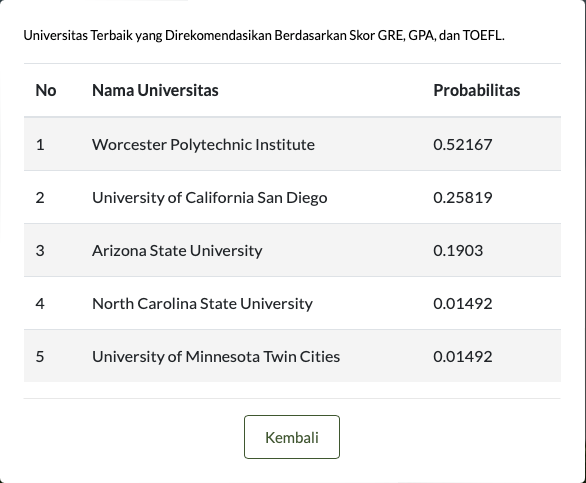 Universitas Terbaik yang Direkomendasikan Berdasarkan Skor GRE, GPA, dan TOEFL.
No Nama Universitas Probabilitas
1 Worcester Polytechnic Institute 0.52167
2 University of California San Diego 0.25819
3 Arizona State University 0.1903
4 North Carolina State University 0.01492
5 University of Minnesota Twin Cities 0.01492
Kembali